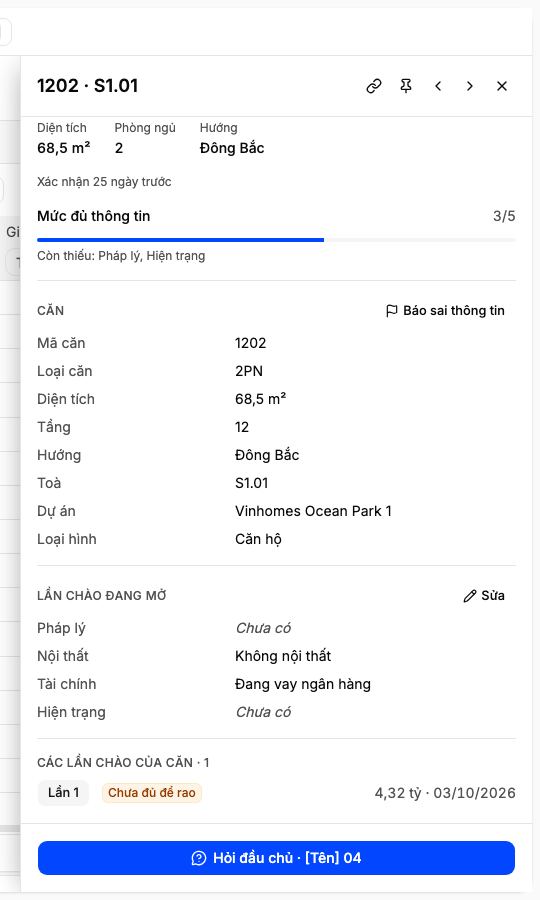 1202 · S1.01
Diện tích Phòng ngủ Hướng
68,5 m² 2 Đông Bắc
Xác nhận 25 ngày trước
Mức đủ thông tin 3/5
Còn thiếu: Pháp lý, Hiện trạng
Gi
CĂN Báo sai thông tin
Mã căn 1202
Loại căn 2PN
Diện tích 68,5 m²
Tầng 12
Hướng Đông Bắc
Toà S1.01
Dự án Vinhomes Ocean Park 1
Loại hình Căn hộ
LẦN CHÀO ĐANG MỞ Sửa
Pháp lý Chưa có
Nội thất Không nội thất
Tài chính Đang vay ngân hàng
Hiện trạng Chưa có
CÁC LẦN CHÀO CỦA CĂN · 1
Lần 1 Chưa đủ để rao 4,32 tỷ · 03/10/2026
Hỏi đầu chủ · [Tên] 04